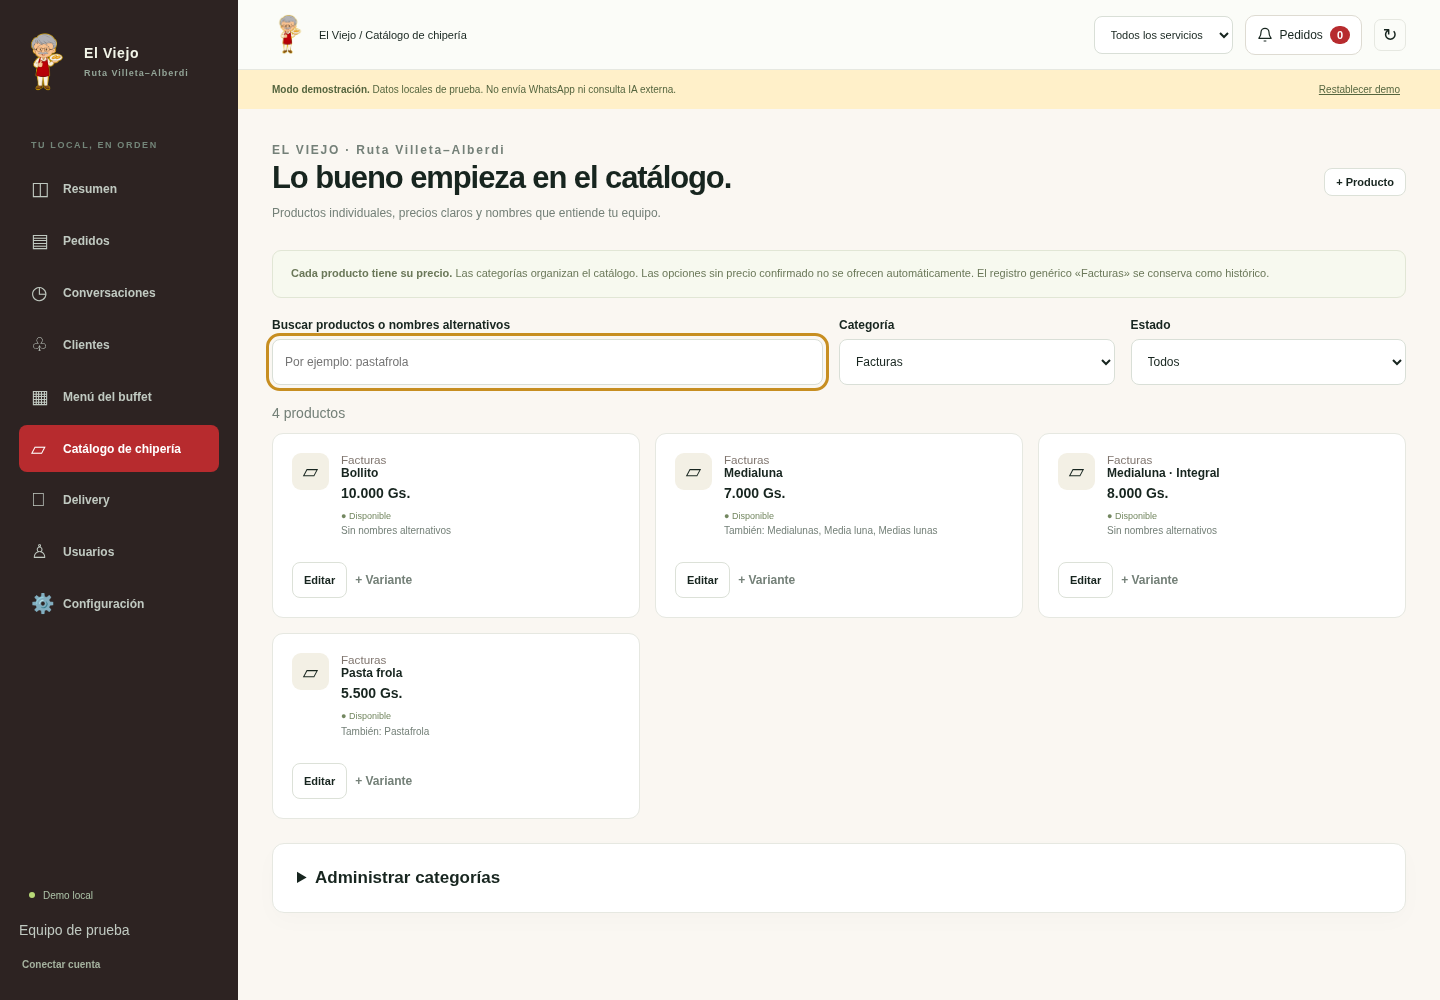 El Viejo
Ruta Villeta–Alberdi
TU LOCAL, EN ORDEN
Resumen
Pedidos
Conversaciones
Clientes
Menú del buffet
Catálogo de chipería
Delivery
Usuarios
Configuración
Demo local
Equipo de prueba
Conectar cuenta
El Viejo / Catálogo de chipería
Todos los servicios
Pedidos 0
Modo demostración. Datos locales de prueba. No envía WhatsApp ni consulta IA externa.
Restablecer demo
EL VIEJO · Ruta Villeta–Alberdi
Lo bueno empieza en el catálogo.
Productos individuales, precios claros y nombres que entiende tu equipo.
+ Producto
Cada producto tiene su precio. Las categorías organizan el catálogo. Las opciones sin precio confirmado no se ofrecen automáticamente. El registro genérico «Facturas» se conserva como histórico.
Buscar productos o nombres alternativos
Por ejemplo: pastafrola
Categoría
Facturas
Estado
Todos
4 productos
Facturas
Bollito
10.000 Gs.
● Disponible
Sin nombres alternativos
Editar + Variante
Facturas
Medialuna
7.000 Gs.
● Disponible
También: Medialunas, Media luna, Medias lunas
Editar + Variante
Facturas
Medialuna · Integral
8.000 Gs.
● Disponible
Sin nombres alternativos
Editar + Variante
Facturas
Pasta frola
5.500 Gs.
● Disponible
También: Pastafrola
Editar + Variante
Administrar categorías